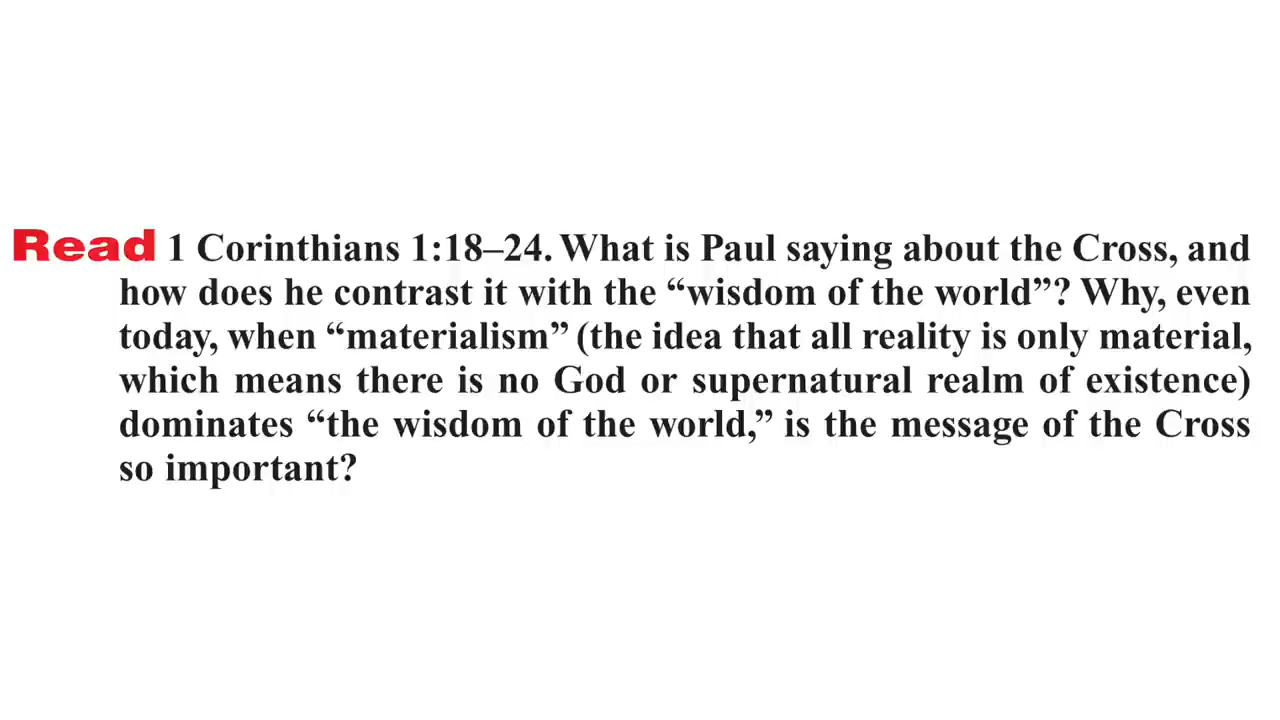 Read 1 Corinthians 1:18–24. What is Paul saying about the Cross, and
how does he contrast it with the “wisdom of the world”? Why, even
today, when “materialism” (the idea that all reality is only material,
which means there is no God or supernatural realm of existence)
dominates “the wisdom of the world,” is the message of the Cross
so important?